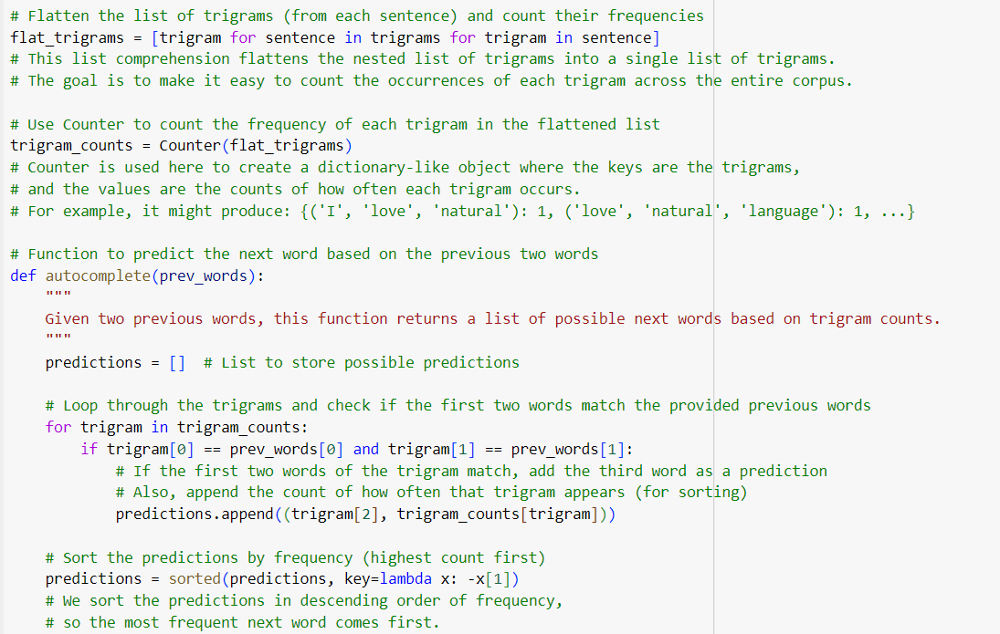 # Flatten the list of trigrams (from each sentence) and count their frequencies
flat_trigrams = [trigram for sentence in trigrams for trigram in sentence]
# This list comprehension flattens the nested list of trigrams into a single list of trigrams.
# The goal is to make it easy to count the occurrences of each trigram across the entire corpus.

# Use Counter to count the frequency of each trigram in the flattened list
trigram_counts = Counter(flat_trigrams)
# Counter is used here to create a dictionary-like object where the keys are the trigrams,
# and the values are the counts of how often each trigram occurs.
# For example, it might produce: {('I', 'love', 'natural'): 1, ('love', 'natural', 'language'): 1, ...}

# Function to predict the next word based on the previous two words
def autocomplete(prev_words):
    """
    Given two previous words, this function returns a list of possible next words based on trigram counts.
    """
    predictions = []  # List to store possible predictions

    # Loop through the trigrams and check if the first two words match the provided previous words
    for trigram in trigram_counts:
        if trigram[0] == prev_words[0] and trigram[1] == prev_words[1]:
            # If the first two words of the trigram match, add the third word as a prediction
            # Also, append the count of how often that trigram appears (for sorting)
            predictions.append((trigram[2], trigram_counts[trigram]))

    # Sort the predictions by frequency (highest count first)
    predictions = sorted(predictions, key=lambda x: -x[1])
    # We sort the predictions in descending order of frequency,
    # so the most frequent next word comes first.